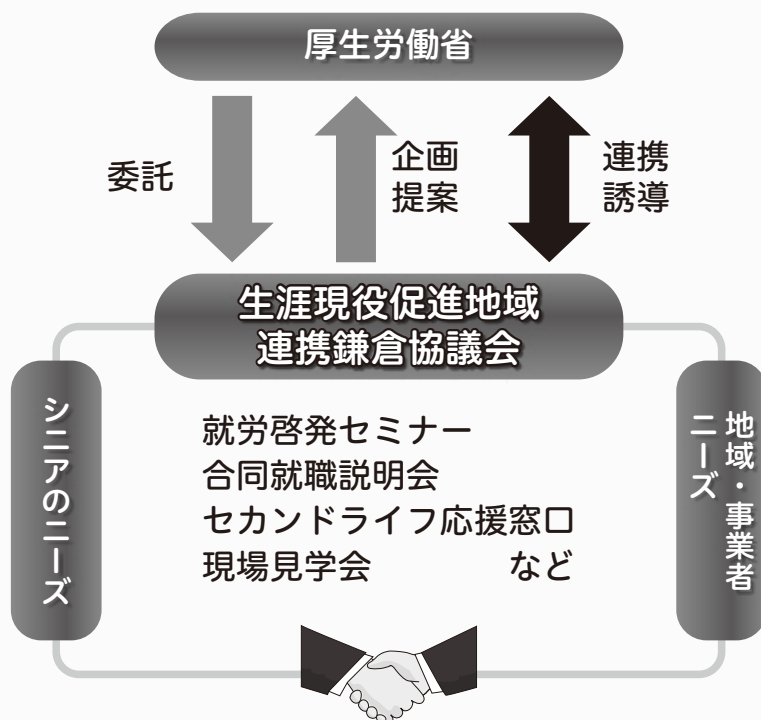 厚生労働省
委託
企画
提案
連携
誘導
生涯現役促進地域
連携鎌倉協議会
シニアのニーズ
就労啓発セミナー
合同就職説明会
セカンドライフ応援窓口
現場見学会　など
地域・事業者
ニーズ